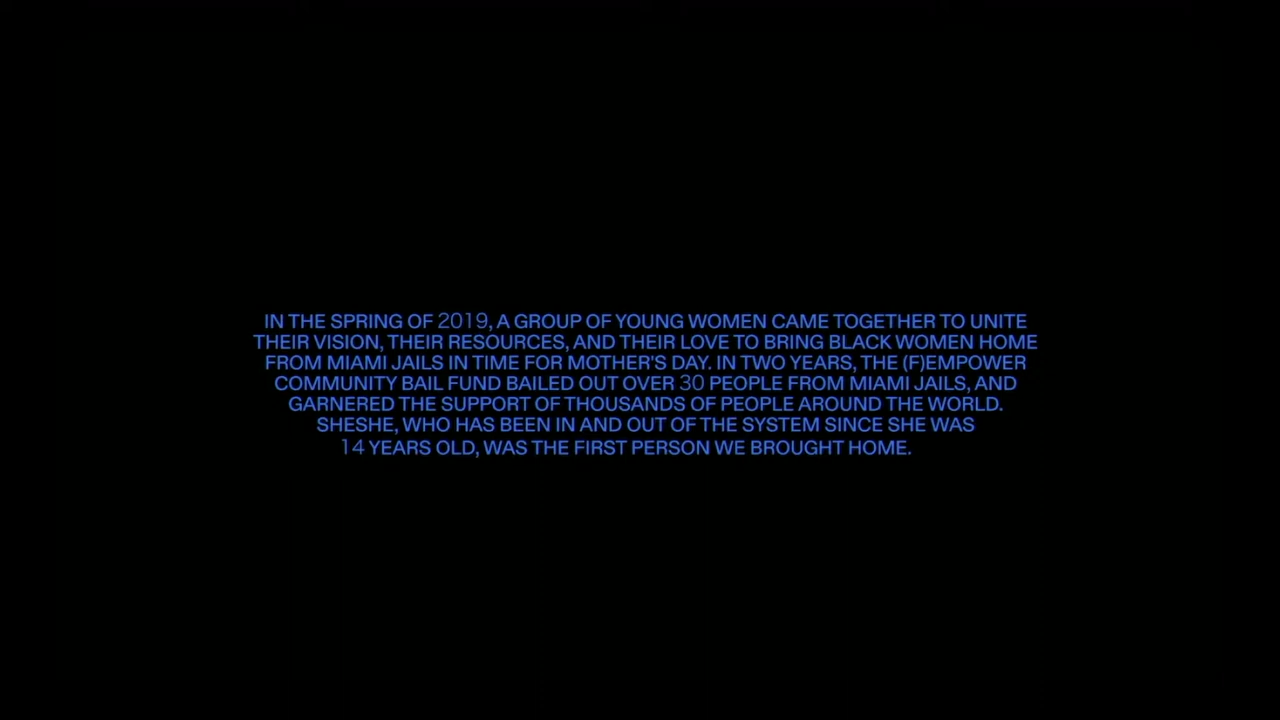 IN THE SPRING OF 2019, A GROUP OF YOUNG WOMEN CAME TOGETHER TO UNITE
THEIR VISION, THEIR RESOURCES, AND THEIR LOVE TO BRING BLACK WOMEN HOME
FROM MIAMI JAILS IN TIME FOR MOTHER'S DAY. IN TWO YEARS, THE (F)EMPOWER
COMMUNITY BAIL FUND BAILED OUT OVER 30 PEOPLE FROM MIAMI JAILS, AND
GARNERED THE SUPPORT OF THOUSANDS OF PEOPLE AROUND THE WORLD.
SHESHE, WHO HAS BEEN IN AND OUT OF THE SYSTEM SINCE SHE WAS
14 YEARS OLD, WAS THE FIRST PERSON WE BROUGHT HOME.